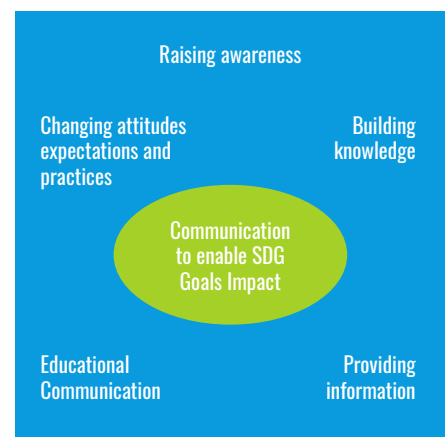 Raising awareness
Changing attitudes
expectations and
practices
Building
knowledge
Communication
to enable SDG
Goals Impact
Educational
Communication
Providing
information